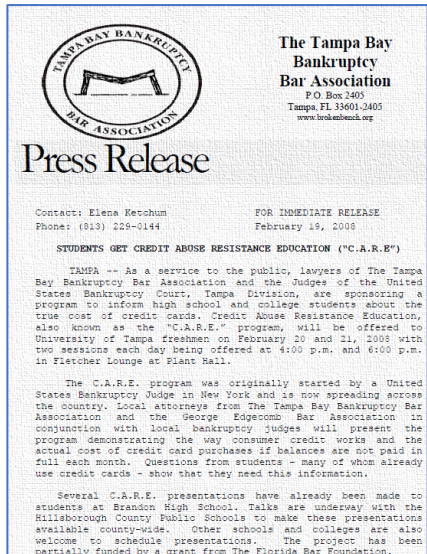 TAMPA BAY BANKRUPTCY
BAR ASSOCIATION
The Tampa Bay
Bankruptcy
Bar Association
P.O. Box 2405
Tampa, FL 33601-2405
www.brokenbench.org
Press Release
Contact: Elena Ketchum
FOR IMMEDIATE RELEASE
Phone: (813) 229-0144
February 19, 2008
STUDENTS GET CREDIT ABUSE RESISTANCE EDUCATION ("C.A.R.E")
TAMPA -- As a service to the public, lawyers of The Tampa
Bay Bankruptcy Bar Association and the Judges of the United
States Bankruptcy Court, Tampa Division, are sponsoring a
program to inform high school and college students about the
true cost of credit cards. Credit Abuse Resistance Education,
also known as the "C.A.R.E." program, will be offered to
University of Tampa freshmen on February 20 and 21, 2008 with
two sessions each day being offered at 4:00 p.m. and 6:00 p.m.
in Fletcher Lounge at Plant Hall.
The C.A.R.E. program was originally started by a United
States Bankruptcy Judge in New York and is now spreading across
the country. Local attorneys from The Tampa Bay Bankruptcy Bar
Association and the George Edgecomb Bar Association in
conjunction with local bankruptcy judges will present the
program demonstrating the way consumer credit works and the
actual cost of credit card purchases if balances are not paid in
full each month. Questions from students - many of whom already
use credit cards - show that they need this information.
Several C.A.R.E. presentations have already been made to
students at Brandon High School. Talks are underway with the
Hillsborough County Public Schools to make these presentations
available county-wide. Other schools and colleges are also
welcome to schedule presentations. The project has been
partially funded by a grant from The Florida Bar Foundation.